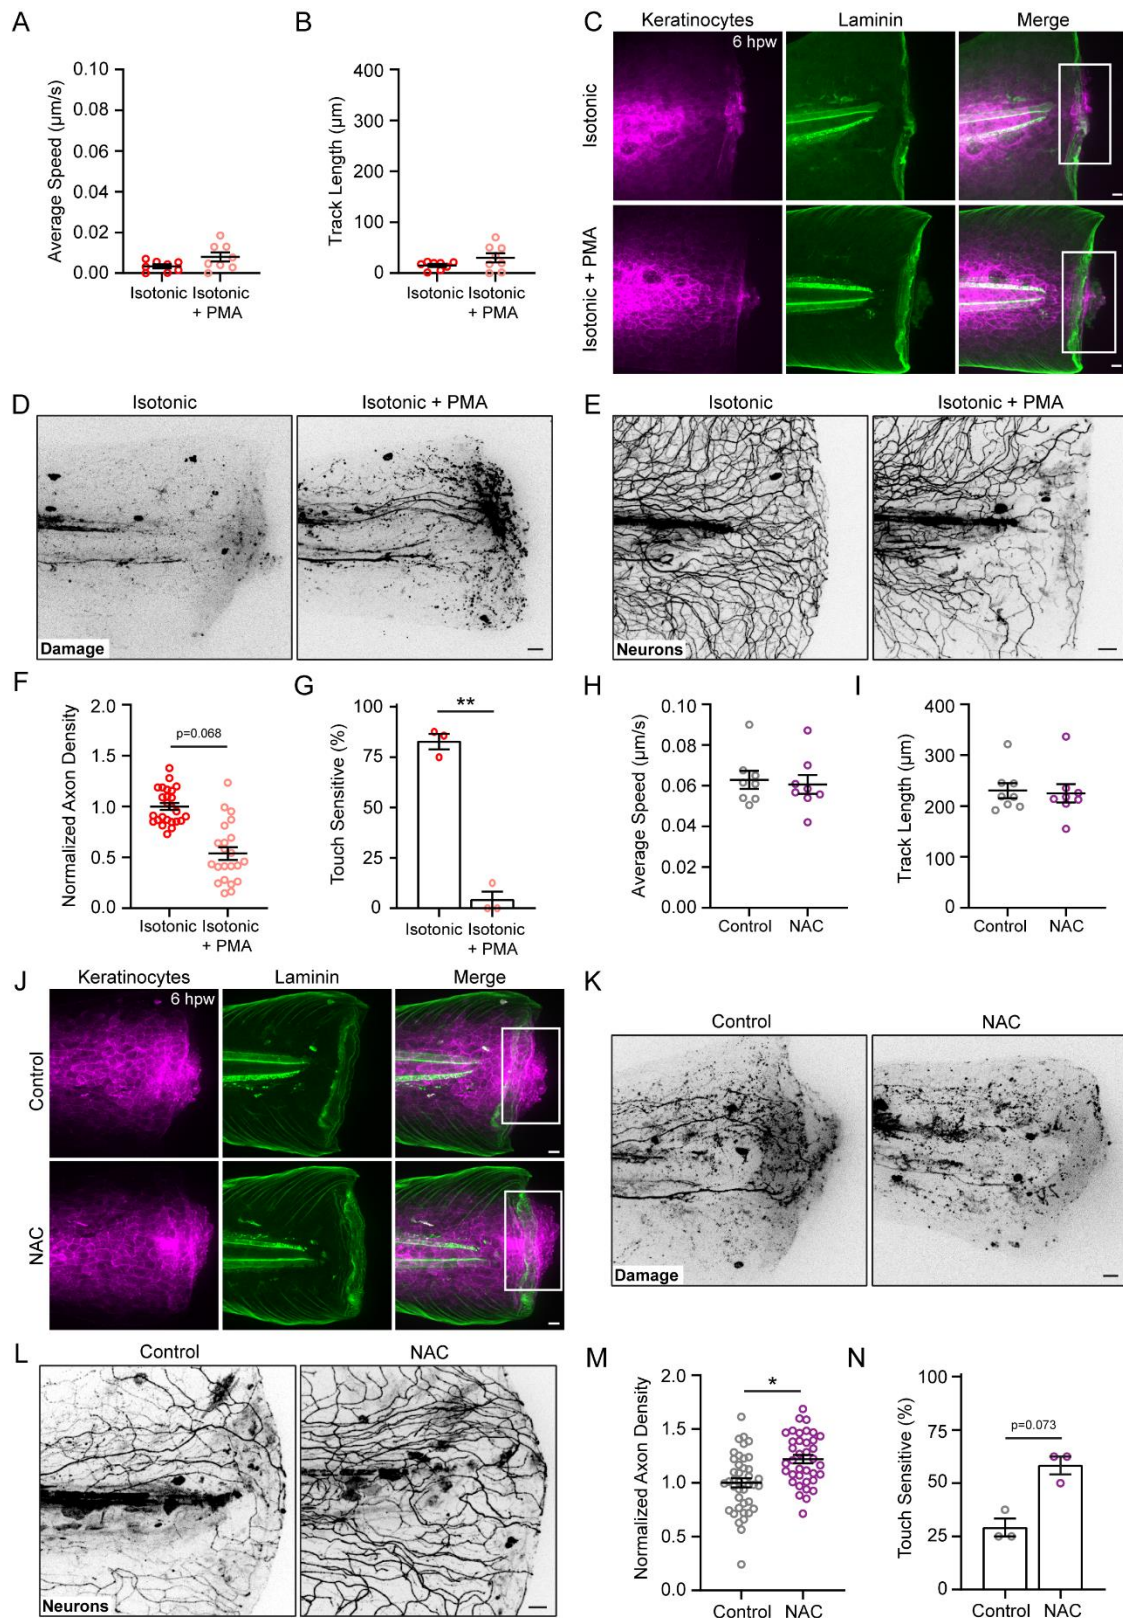 A
Average Speed (µm/s)
0.10
0.08
0.06
0.04
0.02
0.00
Isotonic
Isotonic
+ PMA
B
Track Length (µm)
400
300
200
100
0
Isotonic
Isotonic
+ PMA
C
Keratinocytes
Laminin
Merge
6 hpw
Isotonic
Isotonic + PMA
D
Isotonic
Isotonic + PMA
Damage
E
Isotonic
Isotonic + PMA
Neurons
F
Normalized Axon Density
2.0
1.5
1.0
0.5
0.0
p=0.068
Isotonic
Isotonic
+ PMA
G
Touch Sensitive (%)
100
75
50
25
0
**
Isotonic
Isotonic
+ PMA
H
Average Speed (µm/s)
0.10
0.08
0.06
0.04
0.02
0.00
Control
NAC
I
Track Length (µm)
400
300
200
100
0
Control
NAC
J
Keratinocytes
Laminin
Merge
6 hpw
Control
NAC
K
Control
NAC
Damage
L
Control
NAC
Neurons
M
Normalized Axon Density
2.0
1.5
1.0
0.5
0.0
*
Control
NAC
N
Touch Sensitive (%)
100
75
50
25
0
p=0.073
Control
NAC